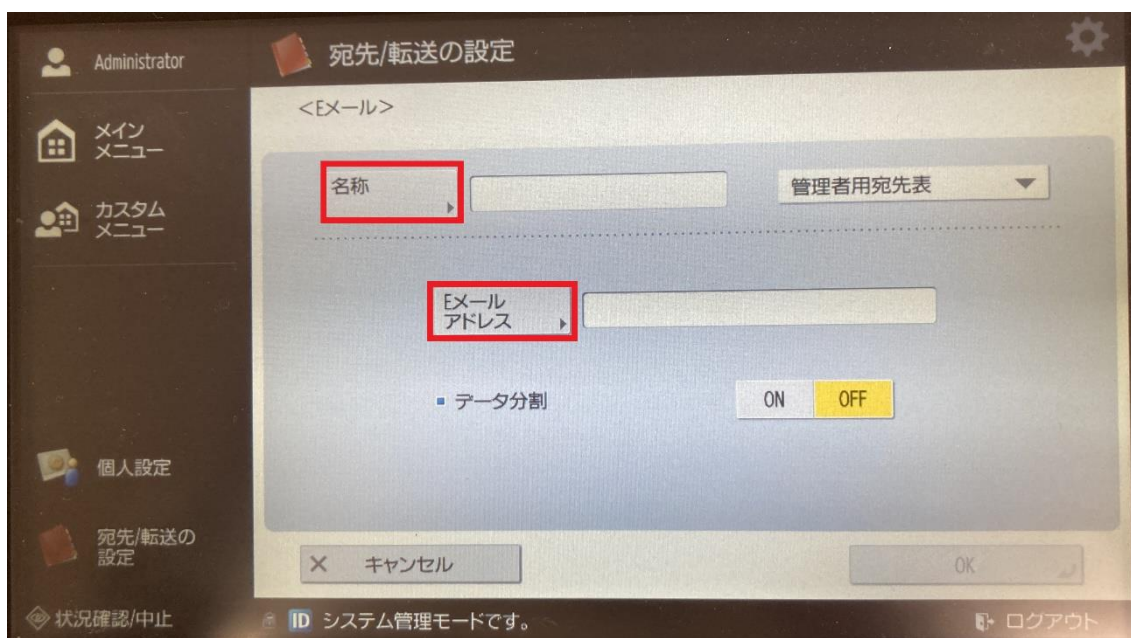 Administrator
メイン
メニュー
カスタム
メニュー
個人設定
宛先/転送の
設定
状況確認/中止
宛先/転送の設定
<Eメール>
名称
管理者用宛先表
Eメール
アドレス
データ分割
ON OFF
キャンセル
OK
ID システム管理モードです。
ログアウト